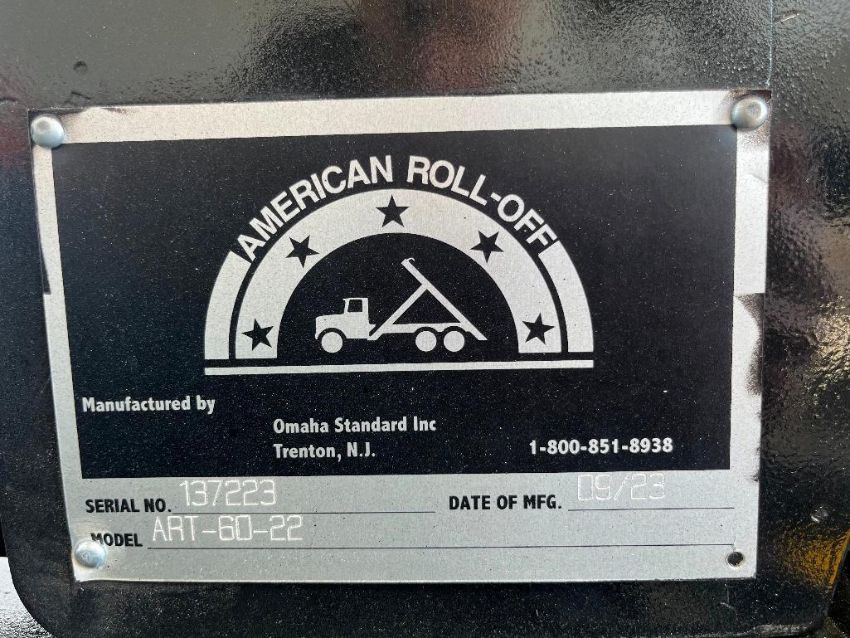 AMERICAN ROLL-OFF
Manufactured by
Omaha Standard Inc
Trenton, N.J. 1-800-851-8938
SERIAL NO. 137223 DATE OF MFG. 09/23
MODEL ART-60-22